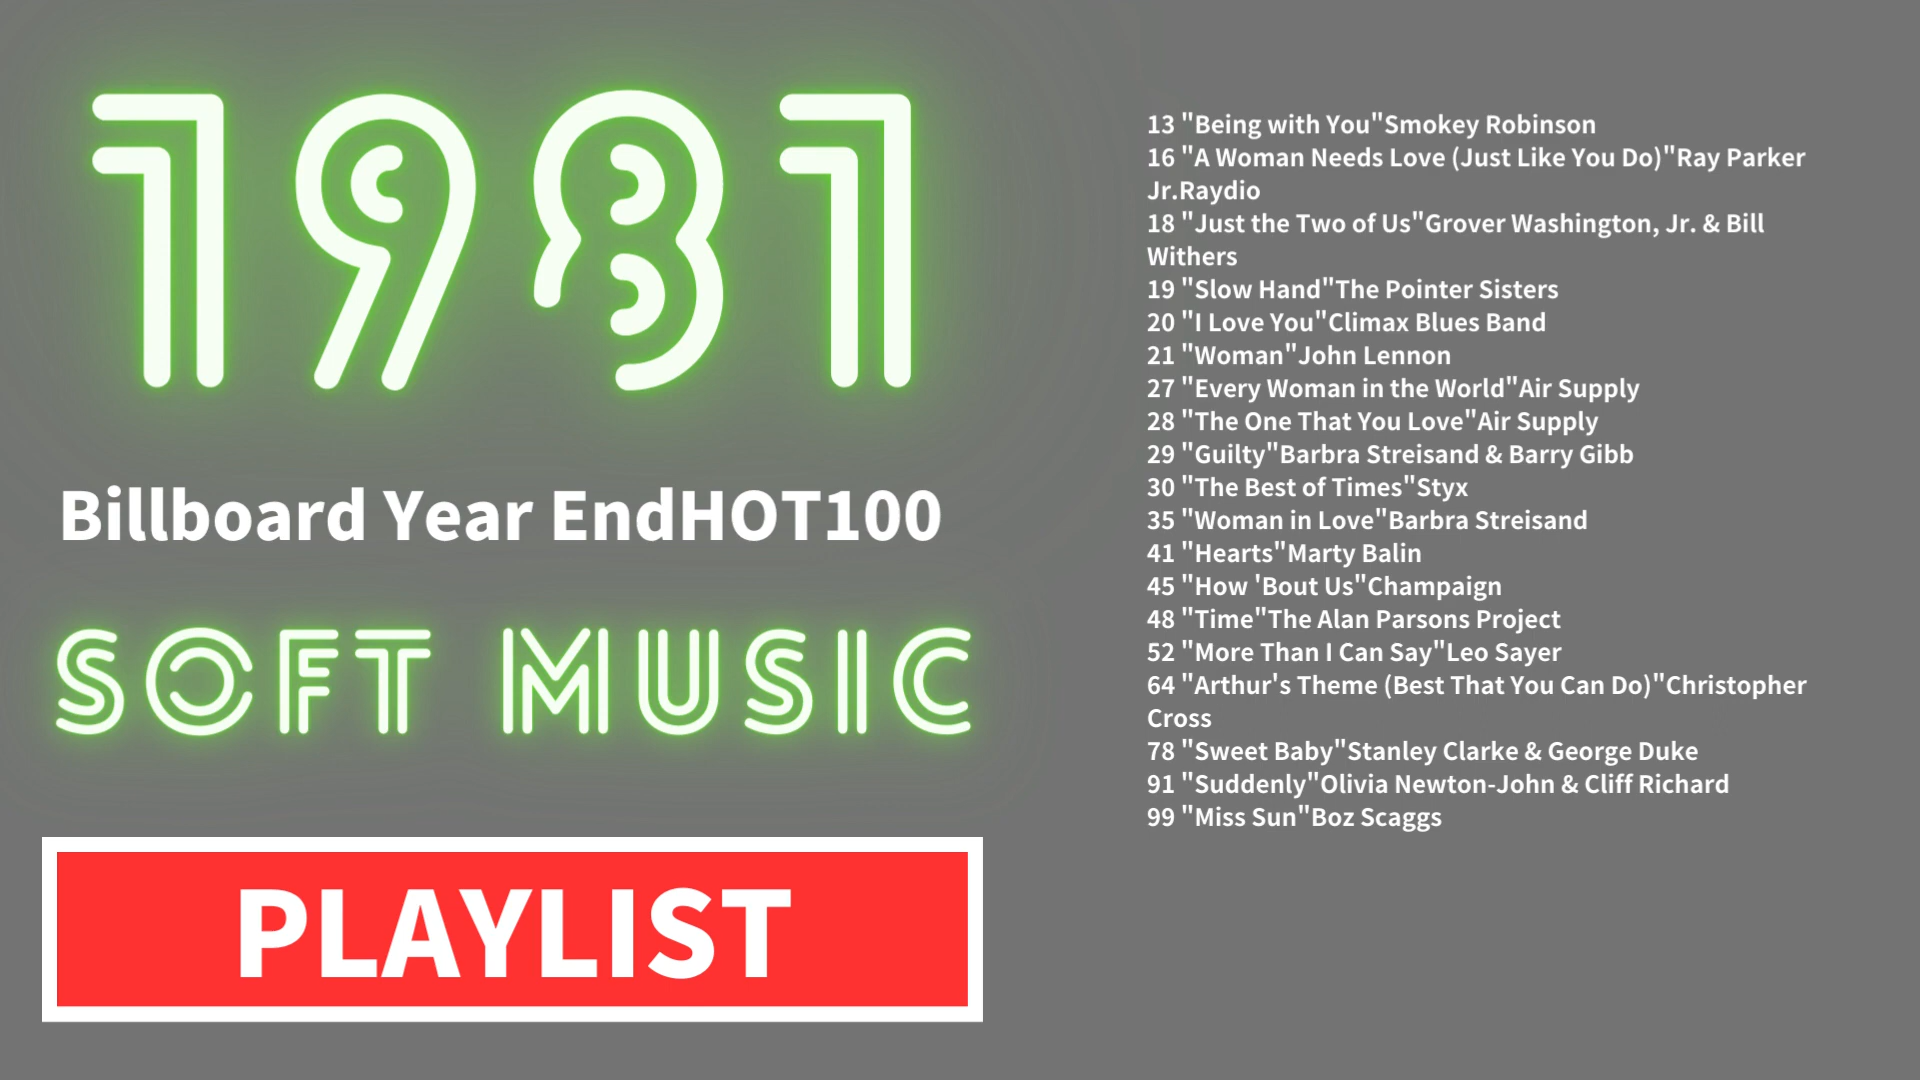 1981
Billboard Year EndHOT100
SOFT MUSIC
PLAYLIST
13 "Being with You"Smokey Robinson
16 "A Woman Needs Love (Just Like You Do)"Ray Parker
Jr.Raydio
18 "Just the Two of Us"Grover Washington, Jr. & Bill
Withers
19 "Slow Hand"The Pointer Sisters
20 "I Love You"Climax Blues Band
21 "Woman"John Lennon
27 "Every Woman in the World"Air Supply
28 "The One That You Love"Air Supply
29 "Guilty"Barbra Streisand & Barry Gibb
30 "The Best of Times"Styx
35 "Woman in Love"Barbra Streisand
41 "Hearts"Marty Balin
45 "How 'Bout Us"Champaign
48 "Time"The Alan Parsons Project
52 "More Than I Can Say"Leo Sayer
64 "Arthur's Theme (Best That You Can Do)"Christopher
Cross
78 "Sweet Baby"Stanley Clarke & George Duke
91 "Suddenly"Olivia Newton-John & Cliff Richard
99 "Miss Sun"Boz Scaggs